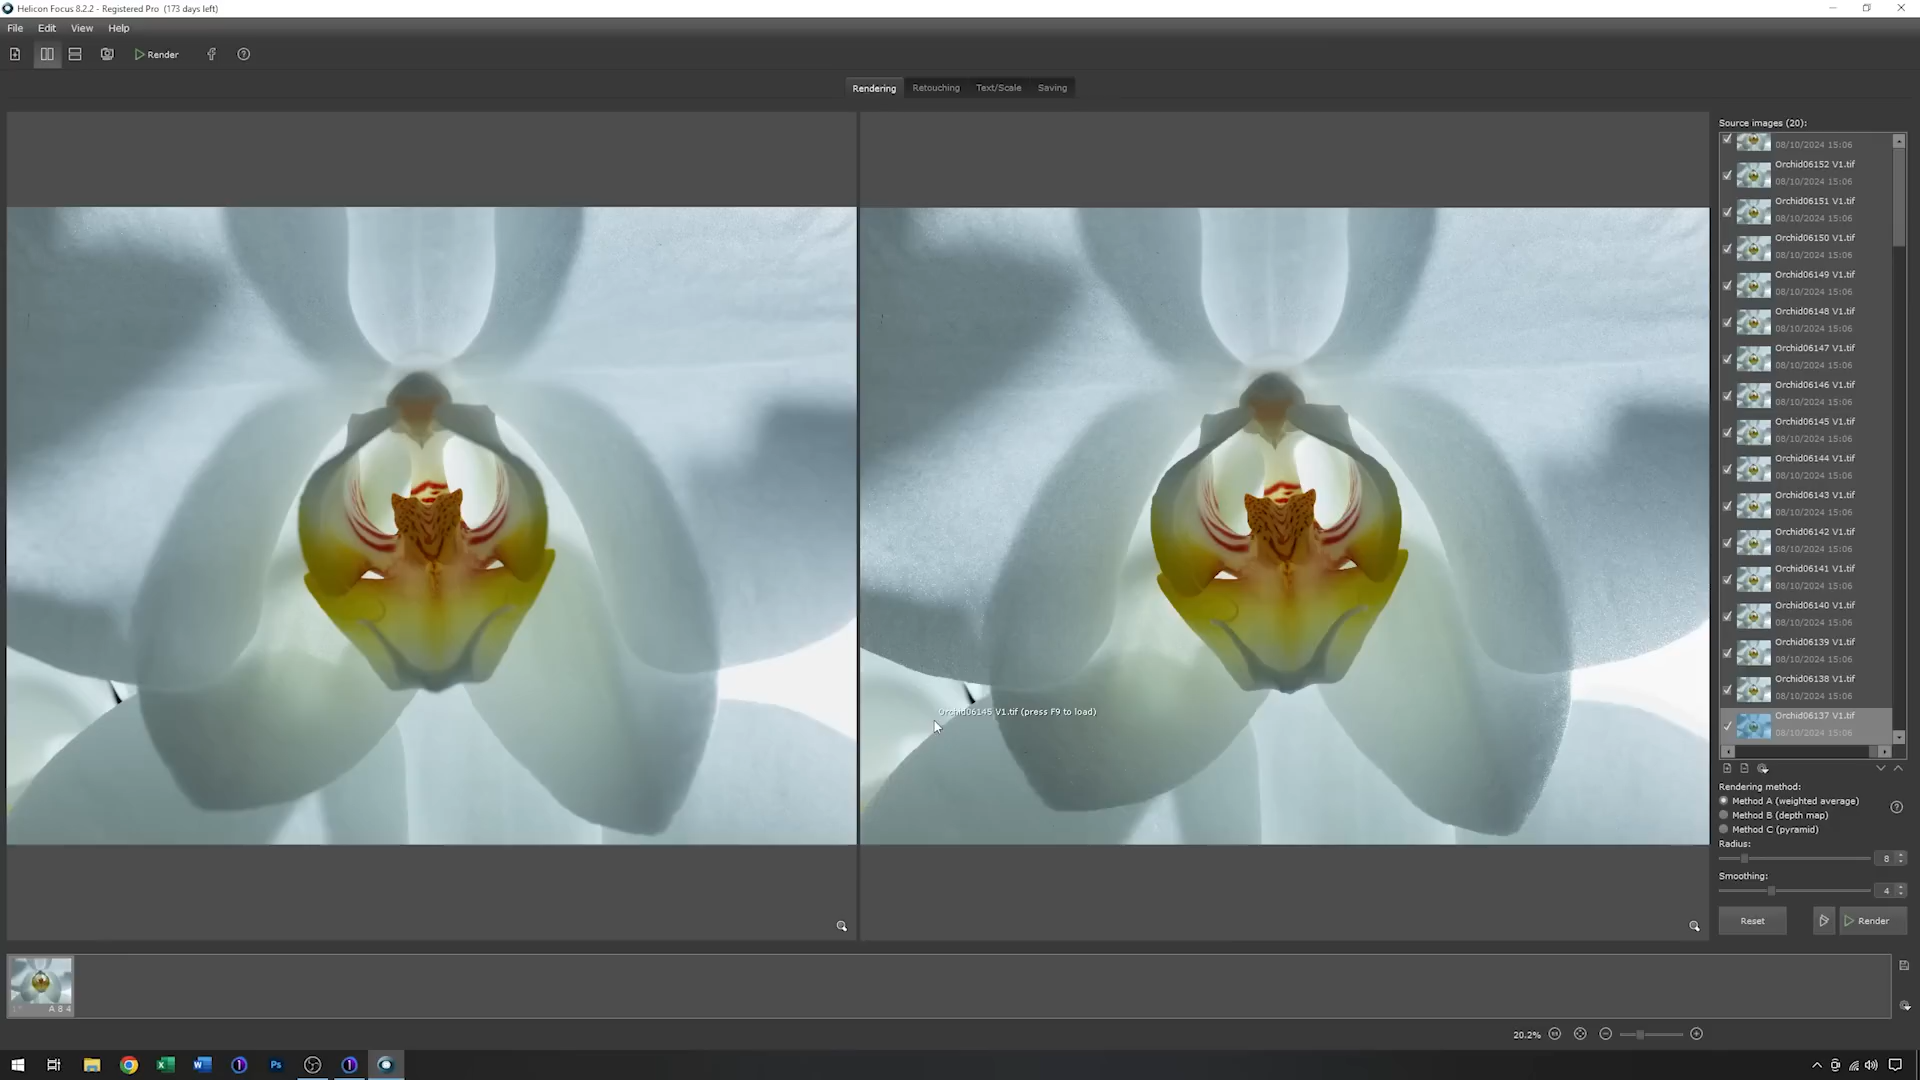 Helicon Focus 8.2.2 - Registered Pro (173 days left)
File Edit View Help
Render
Rendering Retouching Text/Scale Saving
Source images (20):
08/10/2024 15:06
Orchid06152 V1.tif
08/10/2024 15:06
Orchid06151 V1.tif
08/10/2024 15:06
Orchid06150 V1.tif
08/10/2024 15:06
Orchid06149 V1.tif
08/10/2024 15:06
Orchid06148 V1.tif
08/10/2024 15:06
Orchid06147 V1.tif
08/10/2024 15:06
Orchid06146 V1.tif
08/10/2024 15:06
Orchid06145 V1.tif
08/10/2024 15:06
Orchid06144 V1.tif
08/10/2024 15:06
Orchid06143 V1.tif
08/10/2024 15:06
Orchid06142 V1.tif
08/10/2024 15:06
Orchid06141 V1.tif
08/10/2024 15:06
Orchid06140 V1.tif
08/10/2024 15:06
Orchid06139 V1.tif
08/10/2024 15:06
Orchid06138 V1.tif
08/10/2024 15:06
Orchid06137 V1.tif
08/10/2024 15:06
Orchid06145 V1.tif (press F9 to load)
Rendering method:
Method A (weighted average)
Method B (depth map)
Method C (pyramid)
Radius:
8
Smoothing:
4
Reset Render
A 8 4
20.2%
Ps